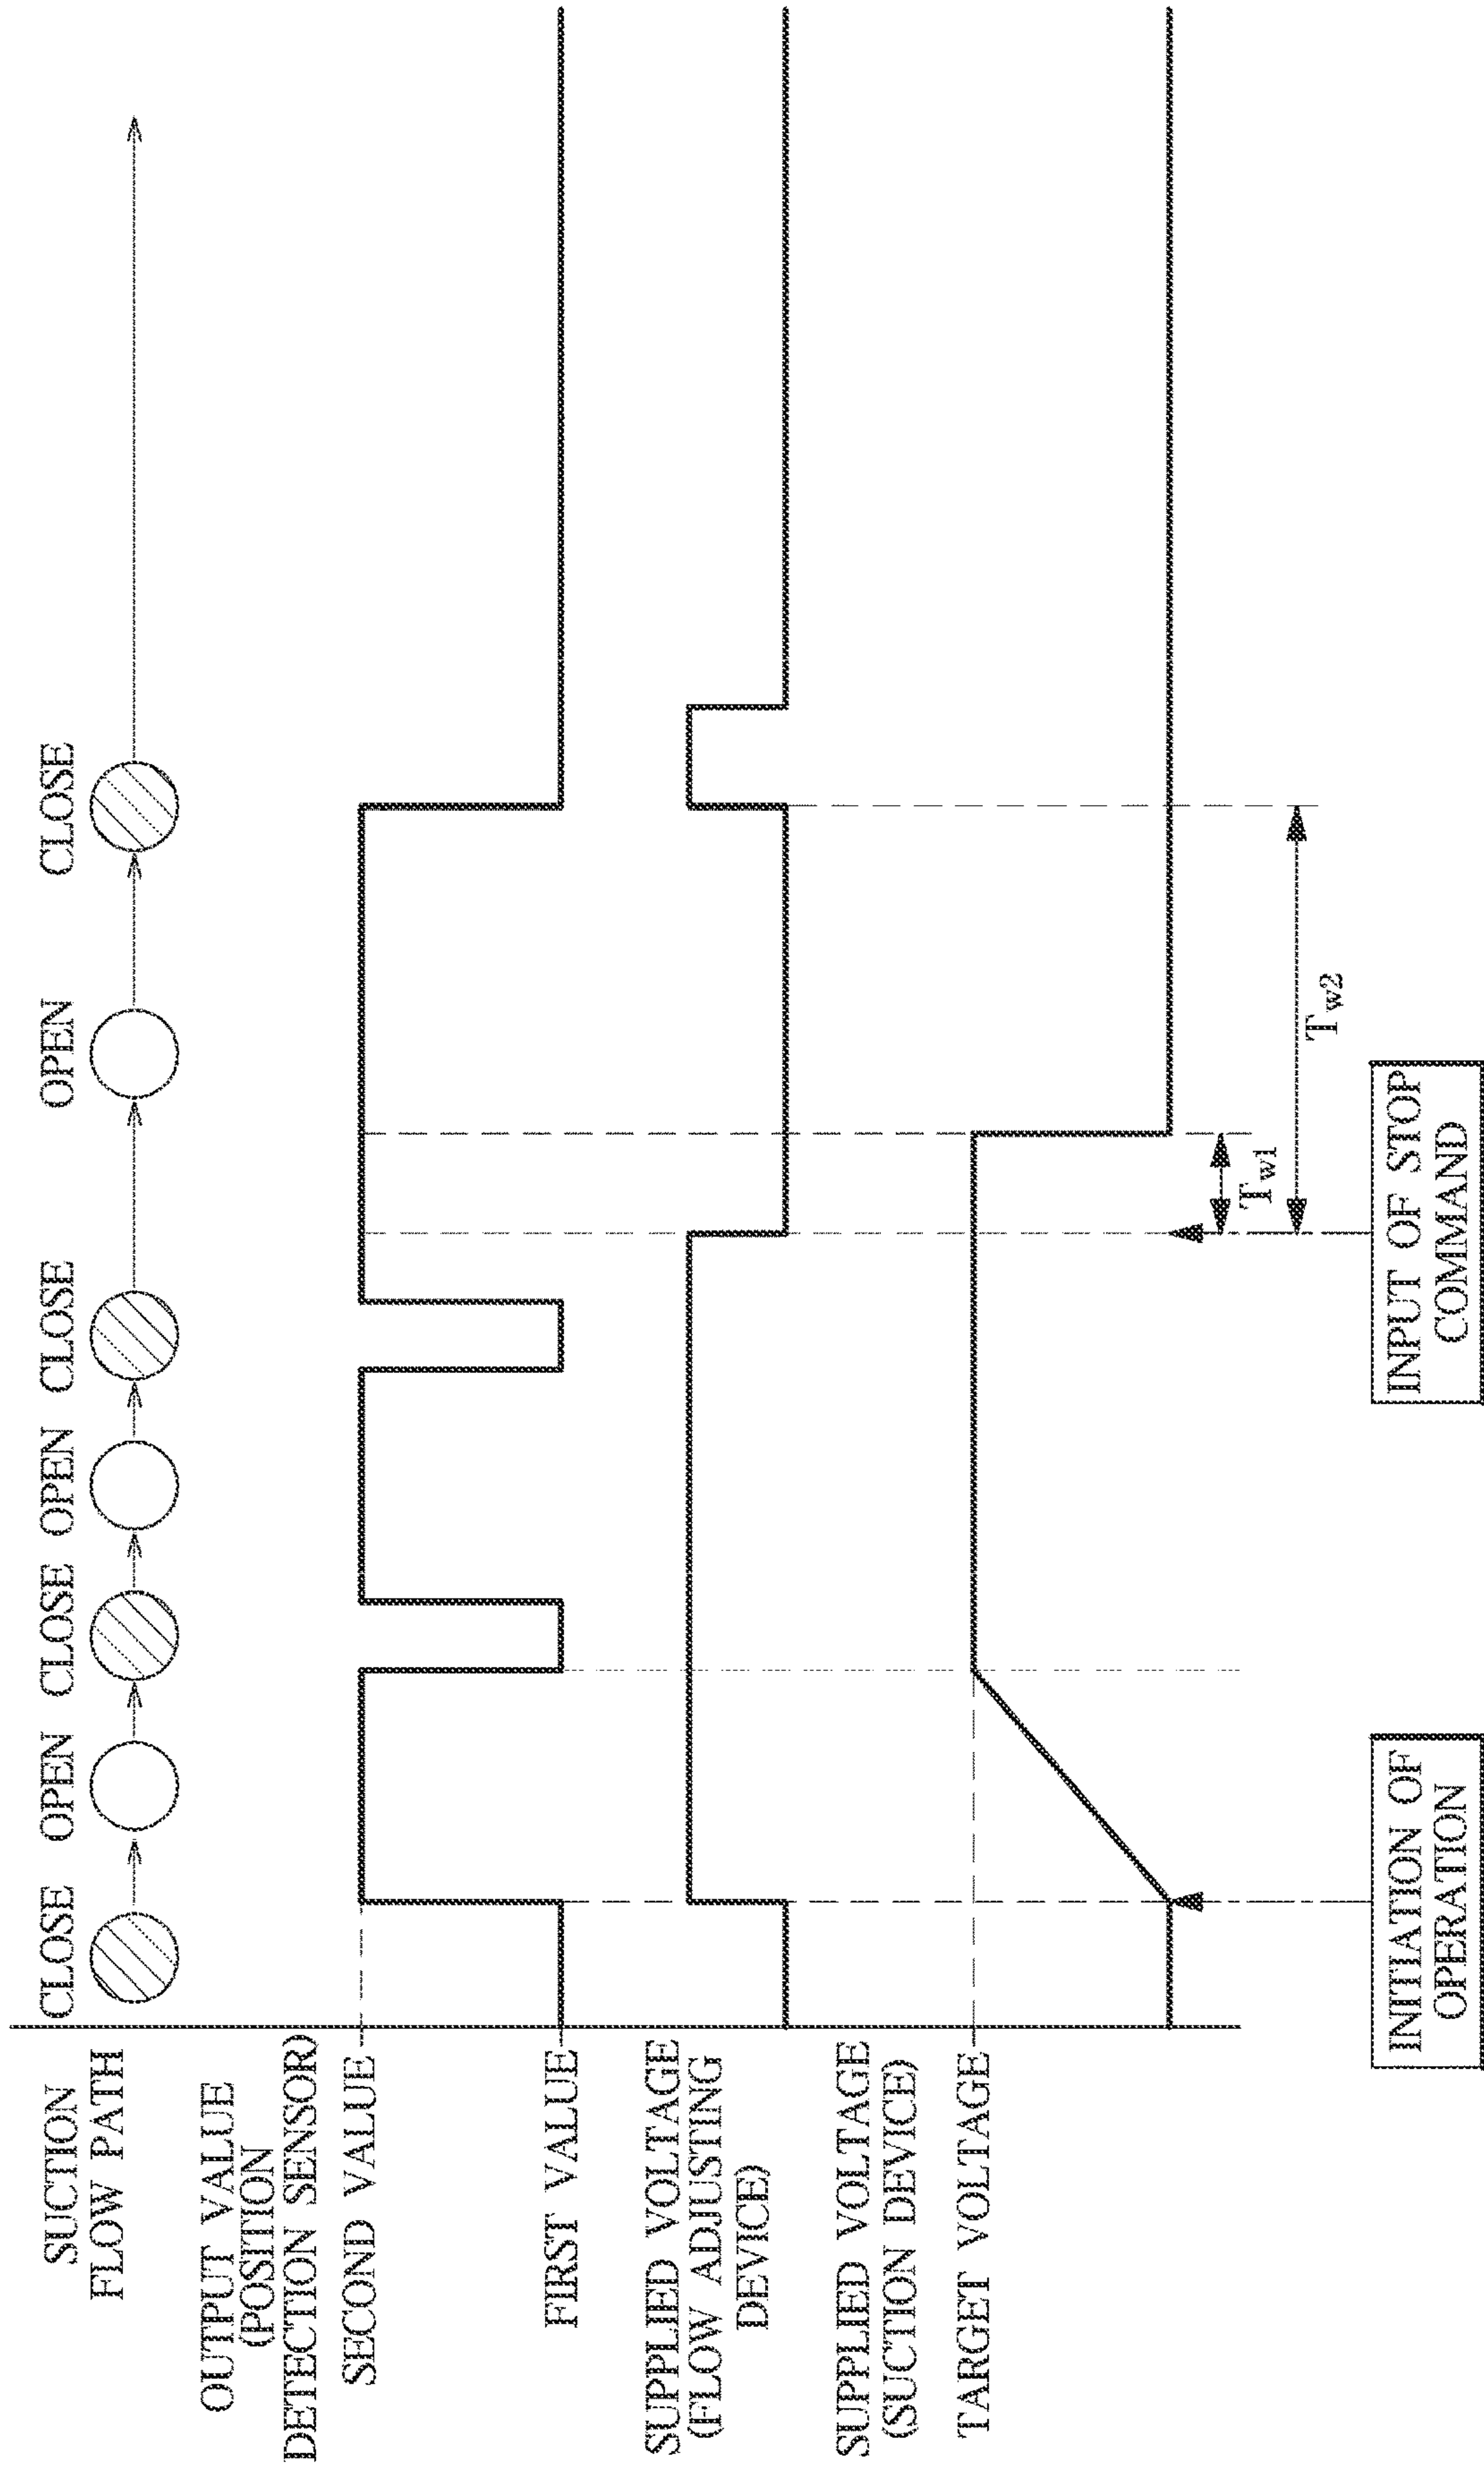 SUCTION
FLOW PATH
CLOSE OPEN CLOSE OPEN CLOSE OPEN CLOSE
OUTPUT VALUE
(POSITION
DETECTION SENSOR)
SECOND VALUE
FIRST VALUE
SUPPLIED VOLTAGE
(FLOW ADJUSTING
DEVICE)
SUPPLIED VOLTAGE
(SUCTION DEVICE)
TARGET VOLTAGE
Tw1
Tw2
INITIATION OF
OPERATION
INPUT OF STOP
COMMAND